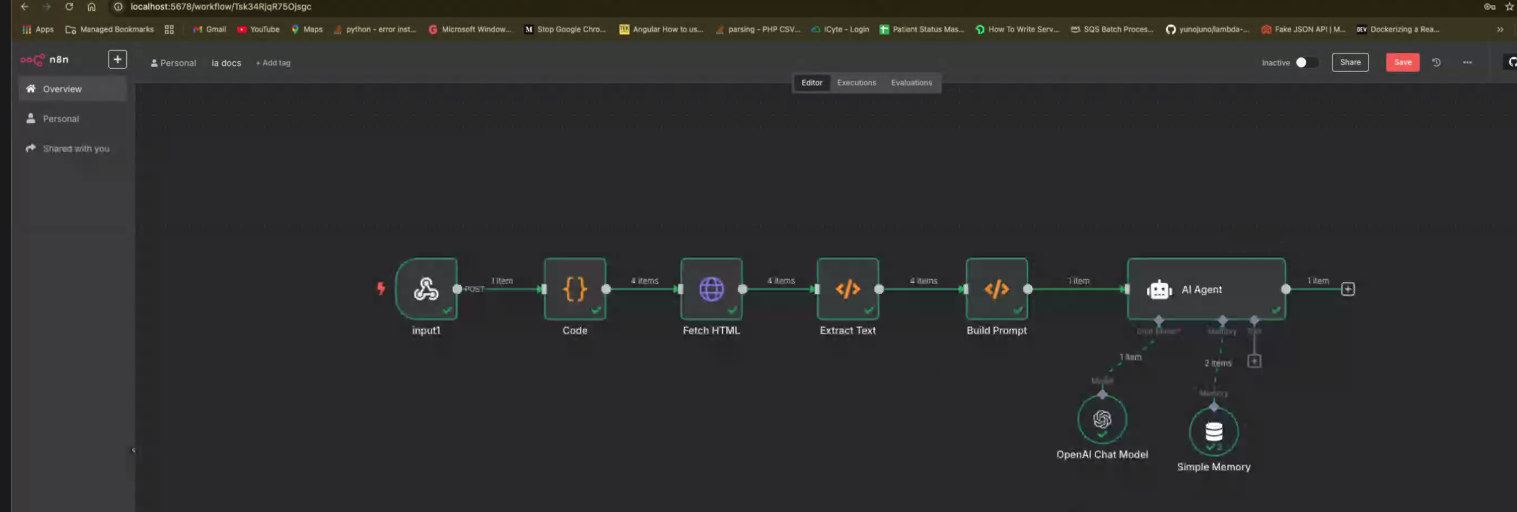 localhost:5678/workflow/Tsk34RjqR75Ojsgc
Apps Managed Bookmarks Gmail YouTube Maps python - error inst... Microsoft Window... Stop Google Chro... Angular How to us... parsing - PHP CSV... iCyte - Login Patient Status Mas... How To Write Serv... SQS Batch Proces... yunojuno/lambda-... Fake JSON API | M... Dockerizing a Rea... »
n8n + Personal ia docs + Add tag Inactive Share Save ...
Editor Executions Evaluations
Overview
Personal
Shared with you
POST 1 item 4 items 4 items 4 items 1 item AI Agent 1 item +
input1 Code Fetch HTML Extract Text Build Prompt
Chat Model* Memory Tool
1 item 2 items +
Model Memory
2
OpenAI Chat Model
Simple Memory